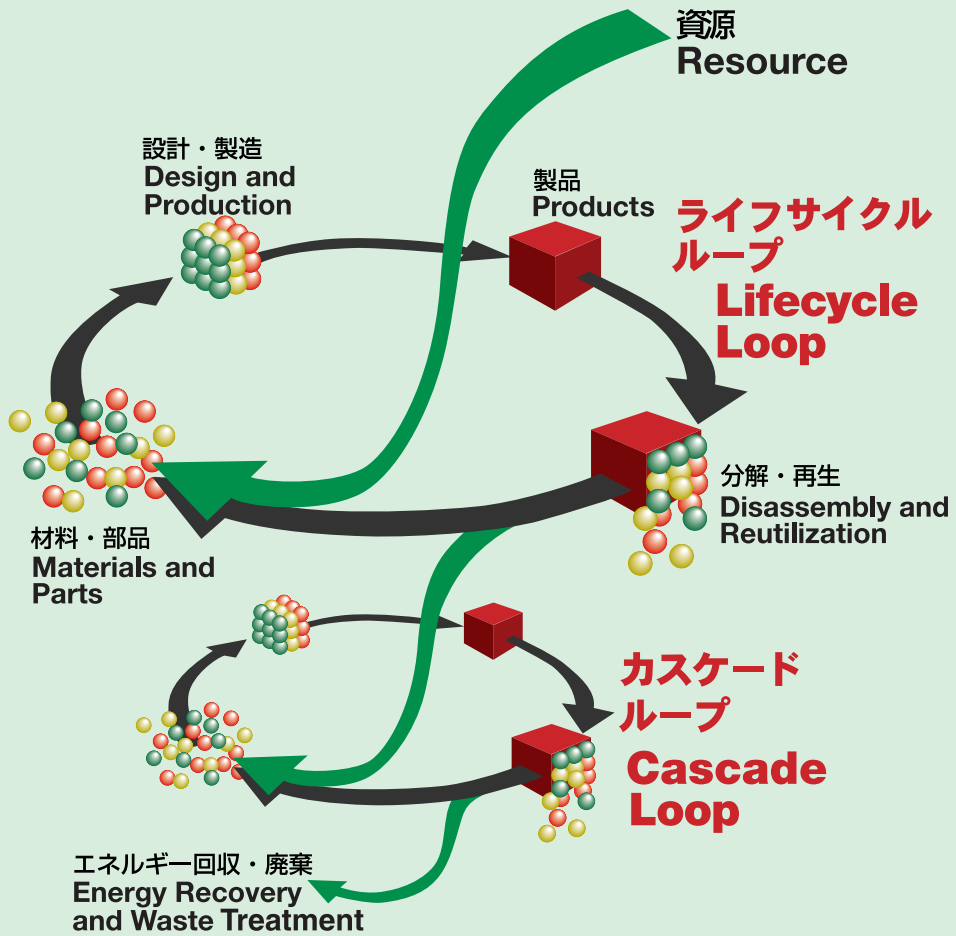 資源
Resource
設計・製造
Design and
Production
製品
Products
ライフサイクル
ループ
Lifecycle
Loop
分解・再生
Disassembly and
Reutilization
材料・部品
Materials and
Parts
カスケード
ループ
Cascade
Loop
エネルギー回収・廃棄
Energy Recovery
and Waste Treatment